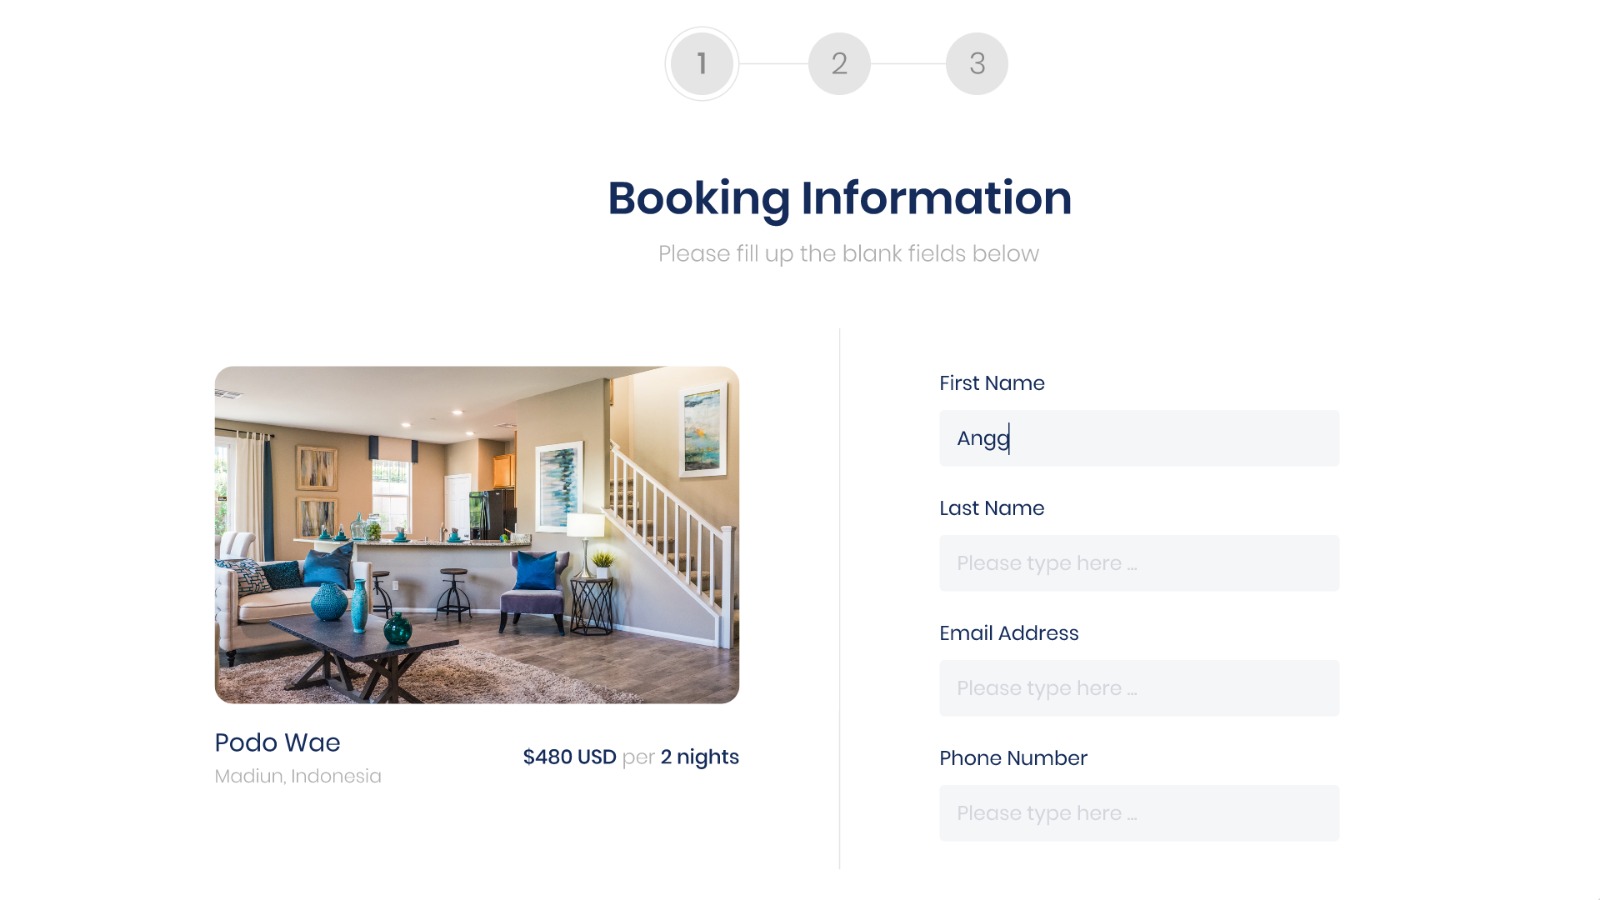 1 2 3
Booking Information
Please fill up the blank fields below
Podo Wae
Madiun, Indonesia
$480 USD per 2 nights
First Name
Angg
Last Name
Please type here ...
Email Address
Please type here ...
Phone Number
Please type here ...